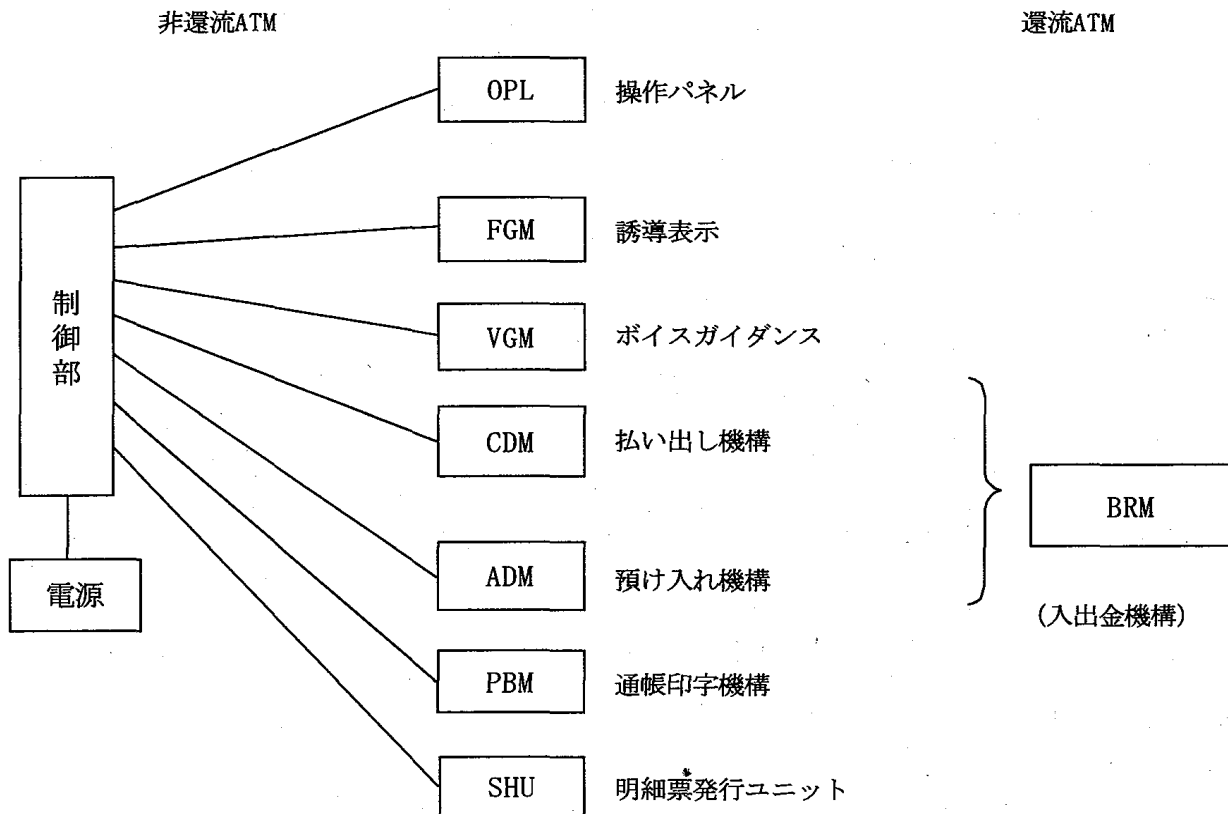 非還流ATM
還流ATM
OPL 操作パネル
FGM 誘導表示
制御部
VGM ボイスガイダンス
CDM 払い出し機構
BRM
電源
ADM 預け入れ機構
(入出金機構)
PBM 通帳印字機構
SHU 明細票発行ユニット